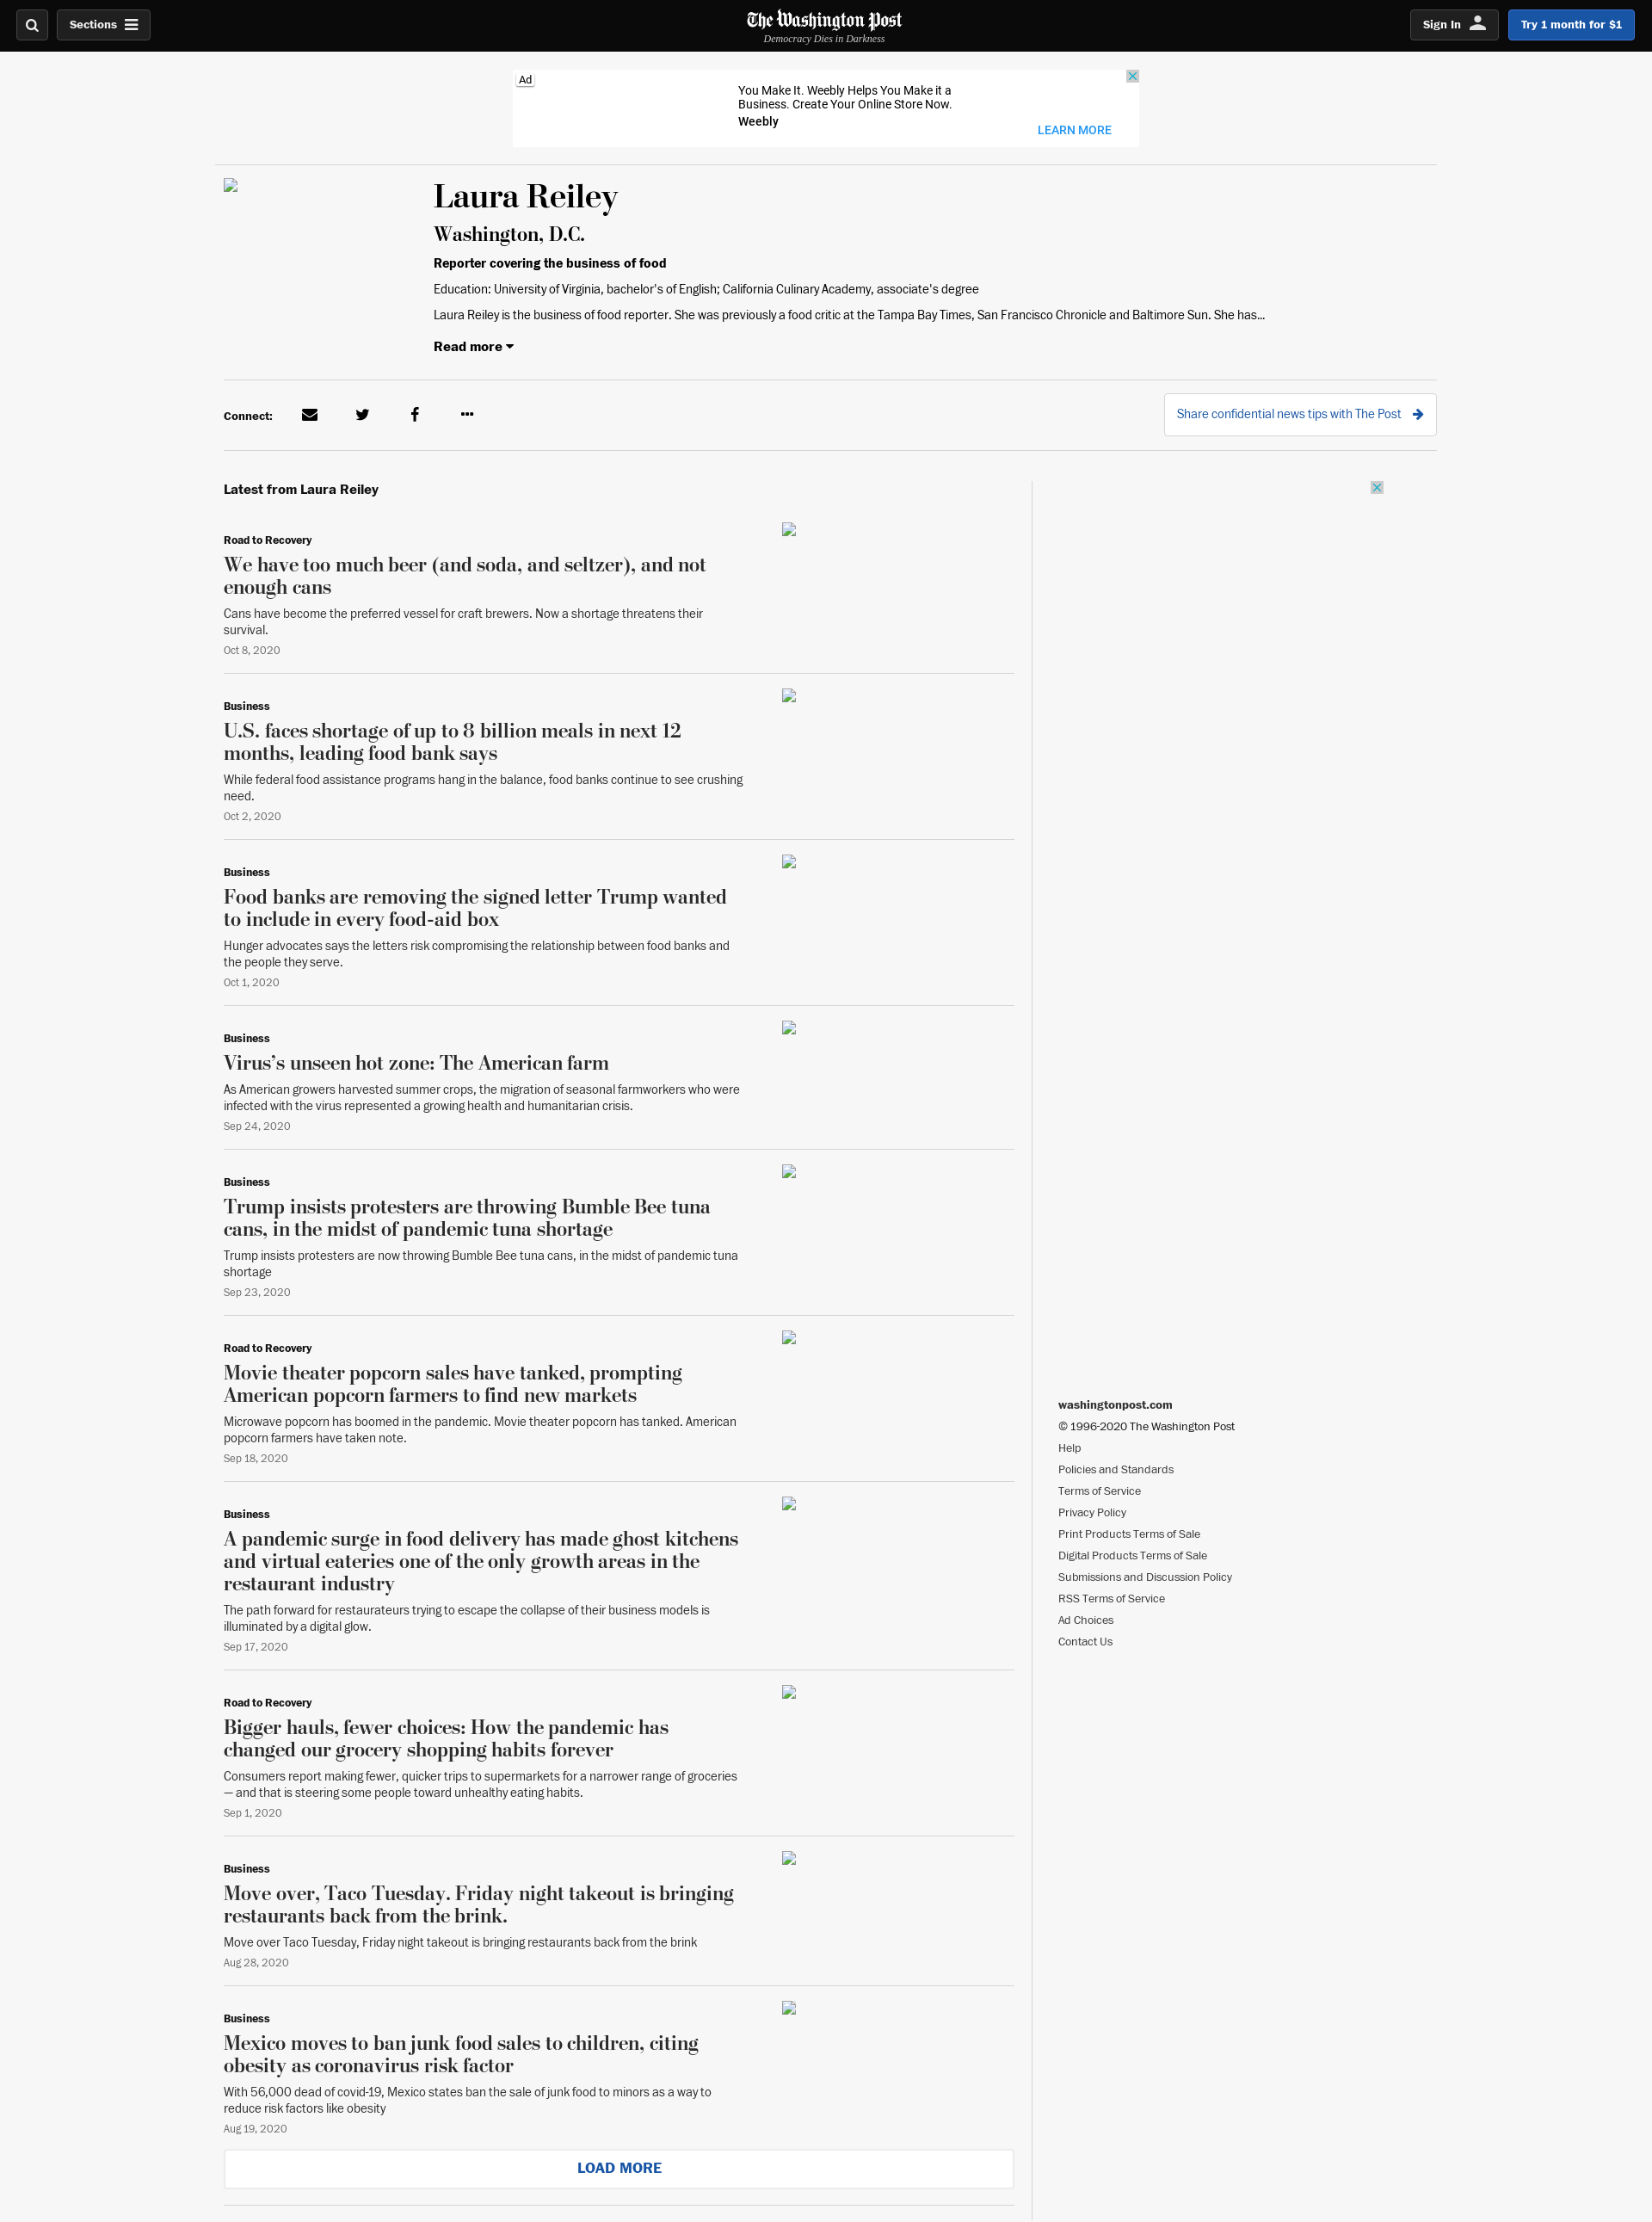 Sections
The Washington Post
Democracy Dies in Darkness
Sign In
Try 1 month for $1
Ad
You Make It. Weebly Helps You Make it a
Business. Create Your Online Store Now.
Weebly
LEARN MORE
Laura Reiley
Washington, D.C.
Reporter covering the business of food
Education: University of Virginia, bachelor's of English; California Culinary Academy, associate's degree
Laura Reiley is the business of food reporter. She was previously a food critic at the Tampa Bay Times, San Francisco Chronicle and Baltimore Sun. She has...
Read more
Connect:
Share confidential news tips with The Post
Latest from Laura Reiley
Road to Recovery
We have too much beer (and soda, and seltzer), and not
enough cans
Cans have become the preferred vessel for craft brewers. Now a shortage threatens their
survival.
Oct 8, 2020
Business
U.S. faces shortage of up to 8 billion meals in next 12
months, leading food bank says
While federal food assistance programs hang in the balance, food banks continue to see crushing
need.
Oct 2, 2020
Business
Food banks are removing the signed letter Trump wanted
to include in every food-aid box
Hunger advocates says the letters risk compromising the relationship between food banks and
the people they serve.
Oct 1, 2020
Business
Virus’s unseen hot zone: The American farm
As American growers harvested summer crops, the migration of seasonal farmworkers who were
infected with the virus represented a growing health and humanitarian crisis.
Sep 24, 2020
Business
Trump insists protesters are throwing Bumble Bee tuna
cans, in the midst of pandemic tuna shortage
Trump insists protesters are now throwing Bumble Bee tuna cans, in the midst of pandemic tuna
shortage
Sep 23, 2020
Road to Recovery
Movie theater popcorn sales have tanked, prompting
American popcorn farmers to find new markets
Microwave popcorn has boomed in the pandemic. Movie theater popcorn has tanked. American
popcorn farmers have taken note.
Sep 18, 2020
Business
A pandemic surge in food delivery has made ghost kitchens
and virtual eateries one of the only growth areas in the
restaurant industry
The path forward for restaurateurs trying to escape the collapse of their business models is
illuminated by a digital glow.
Sep 17, 2020
Road to Recovery
Bigger hauls, fewer choices: How the pandemic has
changed our grocery shopping habits forever
Consumers report making fewer, quicker trips to supermarkets for a narrower range of groceries
— and that is steering some people toward unhealthy eating habits.
Sep 1, 2020
Business
Move over, Taco Tuesday. Friday night takeout is bringing
restaurants back from the brink.
Move over Taco Tuesday, Friday night takeout is bringing restaurants back from the brink
Aug 28, 2020
Business
Mexico moves to ban junk food sales to children, citing
obesity as coronavirus risk factor
With 56,000 dead of covid-19, Mexico states ban the sale of junk food to minors as a way to
reduce risk factors like obesity
Aug 19, 2020
LOAD MORE
washingtonpost.com
© 1996-2020 The Washington Post
Help
Policies and Standards
Terms of Service
Privacy Policy
Print Products Terms of Sale
Digital Products Terms of Sale
Submissions and Discussion Policy
RSS Terms of Service
Ad Choices
Contact Us